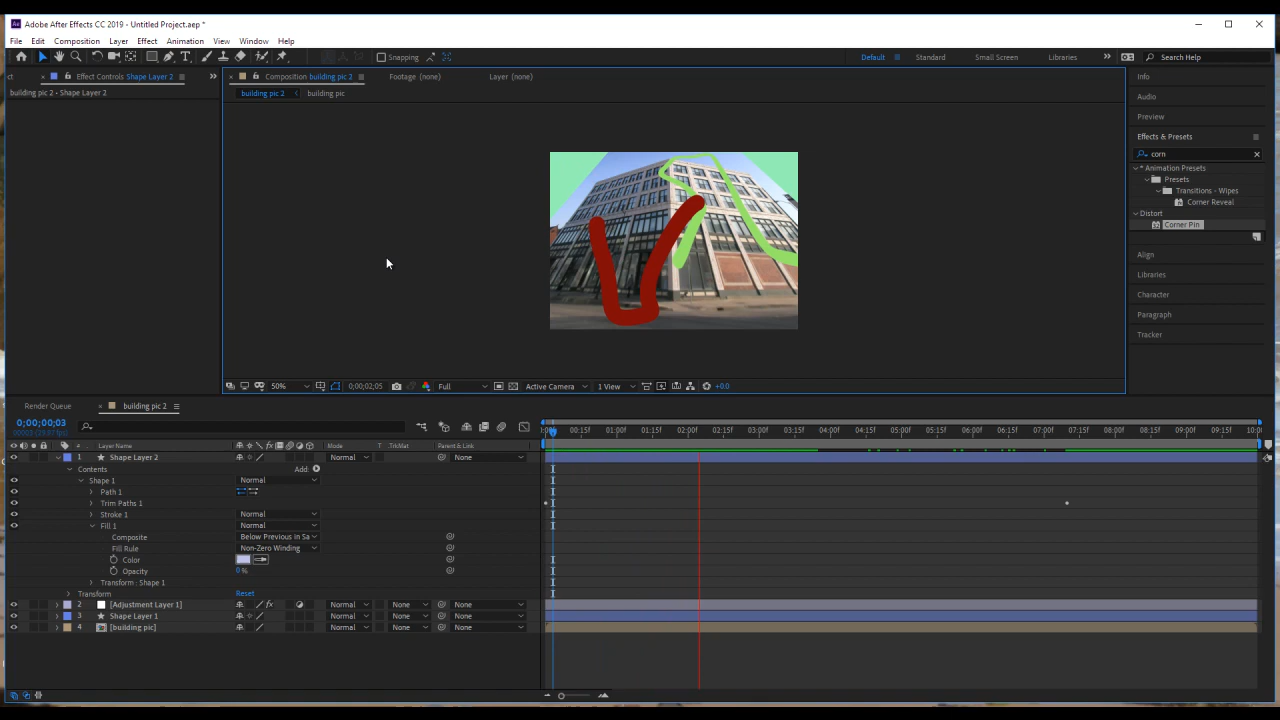 Adobe After Effects CC 2019 - Untitled Project.aep *
File Edit Composition Layer Effect Animation View Window Help
Snapping Default Standard Small Screen Libraries Search Help
ct Effect Controls Shape Layer 2
Composition building pic 2 Footage (none) Layer (none)
building pic 2 - Shape Layer 2
building pic 2 building pic
Info
Audio
Preview
Effects & Presets
corn
* Animation Presets
Presets
Transitions - Wipes
Corner Reveal
Distort
Corner Pin
Align
Libraries
Character
Paragraph
Tracker
50% 0;00;02;05 Full Active Camera 1 View +0.0
Render Queue building pic 2
0;00;00;03
# Layer Name Mode T .TrkMat Parent & Link
00:15f 01:00f 01:15f 02:00f 02:15f 03:00f 03:15f 04:00f 04:15f 05:00f 05:15f 06:00f 06:15f 07:00f 07:15f 08:00f 08:15f 09:00f 09:15f 10:0
1 Shape Layer 2 Normal None
Contents Add:
Shape 1 Normal
Path 1
Trim Paths 1
Stroke 1 Normal
Fill 1 Normal
Composite Below Previous in Sa
Fill Rule Non-Zero Winding
Color
Opacity 0 %
Transform : Shape 1
Transform Reset
2 [Adjustment Layer 1] fx Normal None None
3 Shape Layer 1 Normal None None
4 [building pic] Normal None None